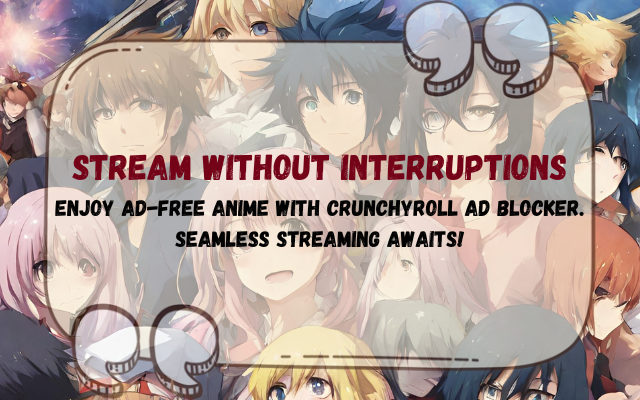 STREAM WITHOUT INTERRUPTIONS
ENJOY AD-FREE ANIME WITH CRUNCHYROLL AD BLOCKER.
SEAMLESS STREAMING AWAITS!